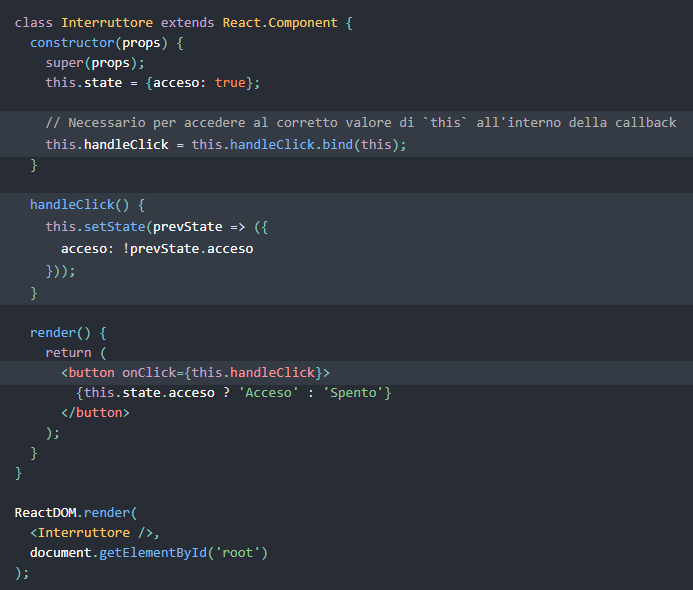 class Interruttore extends React.Component {
  constructor(props) {
    super(props);
    this.state = {acceso: true};

    // Necessario per accedere al corretto valore di `this` all'interno della callback
    this.handleClick = this.handleClick.bind(this);
  }

  handleClick() {
    this.setState(prevState => ({
      acceso: !prevState.acceso
    }));
  }

  render() {
    return (
      <button onClick={this.handleClick}>
        {this.state.acceso ? 'Acceso' : 'Spento'}
      </button>
    );
  }
}

ReactDOM.render(
  <Interruttore />,
  document.getElementById('root')
);